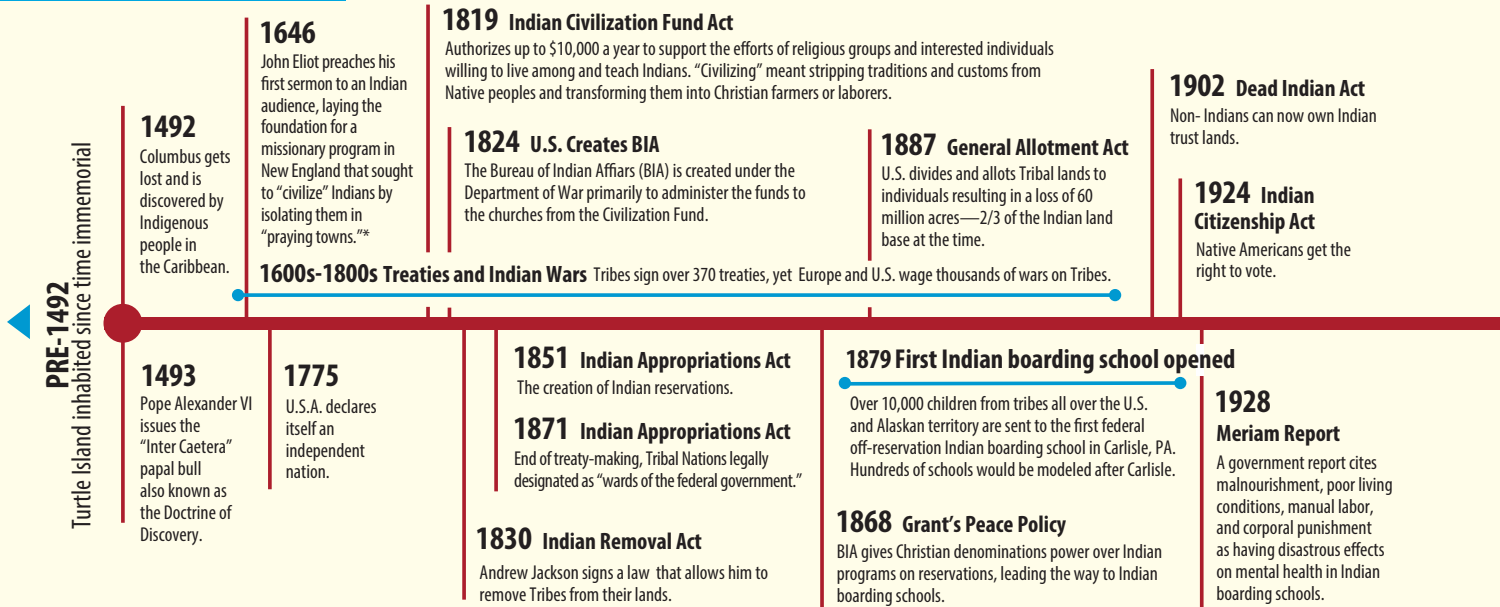 PRE-1492
Turtle Island inhabited since time immemorial
1492
Columbus gets
lost and is
discovered by
Indigenous
people in
the Caribbean.
1646
John Eliot preaches his
first sermon to an Indian
audience, laying the
foundation for a
missionary program in
New England that sought
to “civilize” Indians by
isolating them in
“praying towns.”*
1819 Indian Civilization Fund Act
Authorizes up to $10,000 a year to support the efforts of religious groups and interested individuals
willing to live among and teach Indians. “Civilizing” meant stripping traditions and customs from
Native peoples and transforming them into Christian farmers or laborers.
1824 U.S. Creates BIA
The Bureau of Indian Affairs (BIA) is created under the
Department of War primarily to administer the funds to
the churches from the Civilization Fund.
1887 General Allotment Act
U.S. divides and allots Tribal lands to
individuals resulting in a loss of 60
million acres—2/3 of the Indian land
base at the time.
1902 Dead Indian Act
Non- Indians can now own Indian
trust lands.
1924 Indian
Citizenship Act
Native Americans get the
right to vote.
1600s-1800s Treaties and Indian Wars Tribes sign over 370 treaties, yet Europe and U.S. wage thousands of wars on Tribes.
1493
Pope Alexander VI
issues the
“Inter Caetera”
papal bull
also known as
the Doctrine of
Discovery.
1775
U.S.A. declares
itself an
independent
nation.
1851 Indian Appropriations Act
The creation of Indian reservations.
1871 Indian Appropriations Act
End of treaty-making, Tribal Nations legally
designated as “wards of the federal government.”
1830 Indian Removal Act
Andrew Jackson signs a law that allows him to
remove Tribes from their lands.
1879 First Indian boarding school opened
Over 10,000 children from tribes all over the U.S.
and Alaskan territory are sent to the first federal
off-reservation Indian boarding school in Carlisle, PA.
Hundreds of schools would be modeled after Carlisle.
1868 Grant’s Peace Policy
BIA gives Christian denominations power over Indian
programs on reservations, leading the way to Indian
boarding schools.
1928
Meriam Report
A government report cites
malnourishment, poor living
conditions, manual labor,
and corporal punishment
as having disastrous effects
on mental health in Indian
boarding schools.